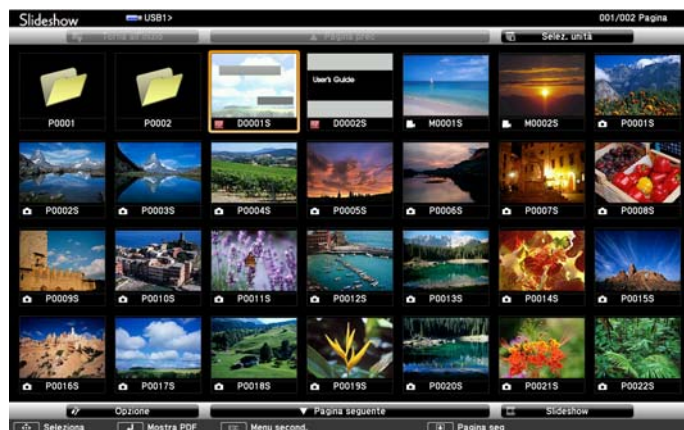 Slideshow USB1> 001/002 Pagina
Torna all'inizio ▲ Pagina prec Selez. unità
User's Guide
P0001 P0002 D0001S D0002S M0001S M0002S P0001S
P0002S P0003S P0004S P0005S P0006S P0007S P0008S
P0009S P0010S P0011S P0012S P0013S P0014S P0015S
P0016S P0017S P0018S P0019S P0020S P0021S P0022S
Opzione ▼ Pagina seguente Slideshow
Seleziona Mostra PDF Esc Menu second. Pagina seg